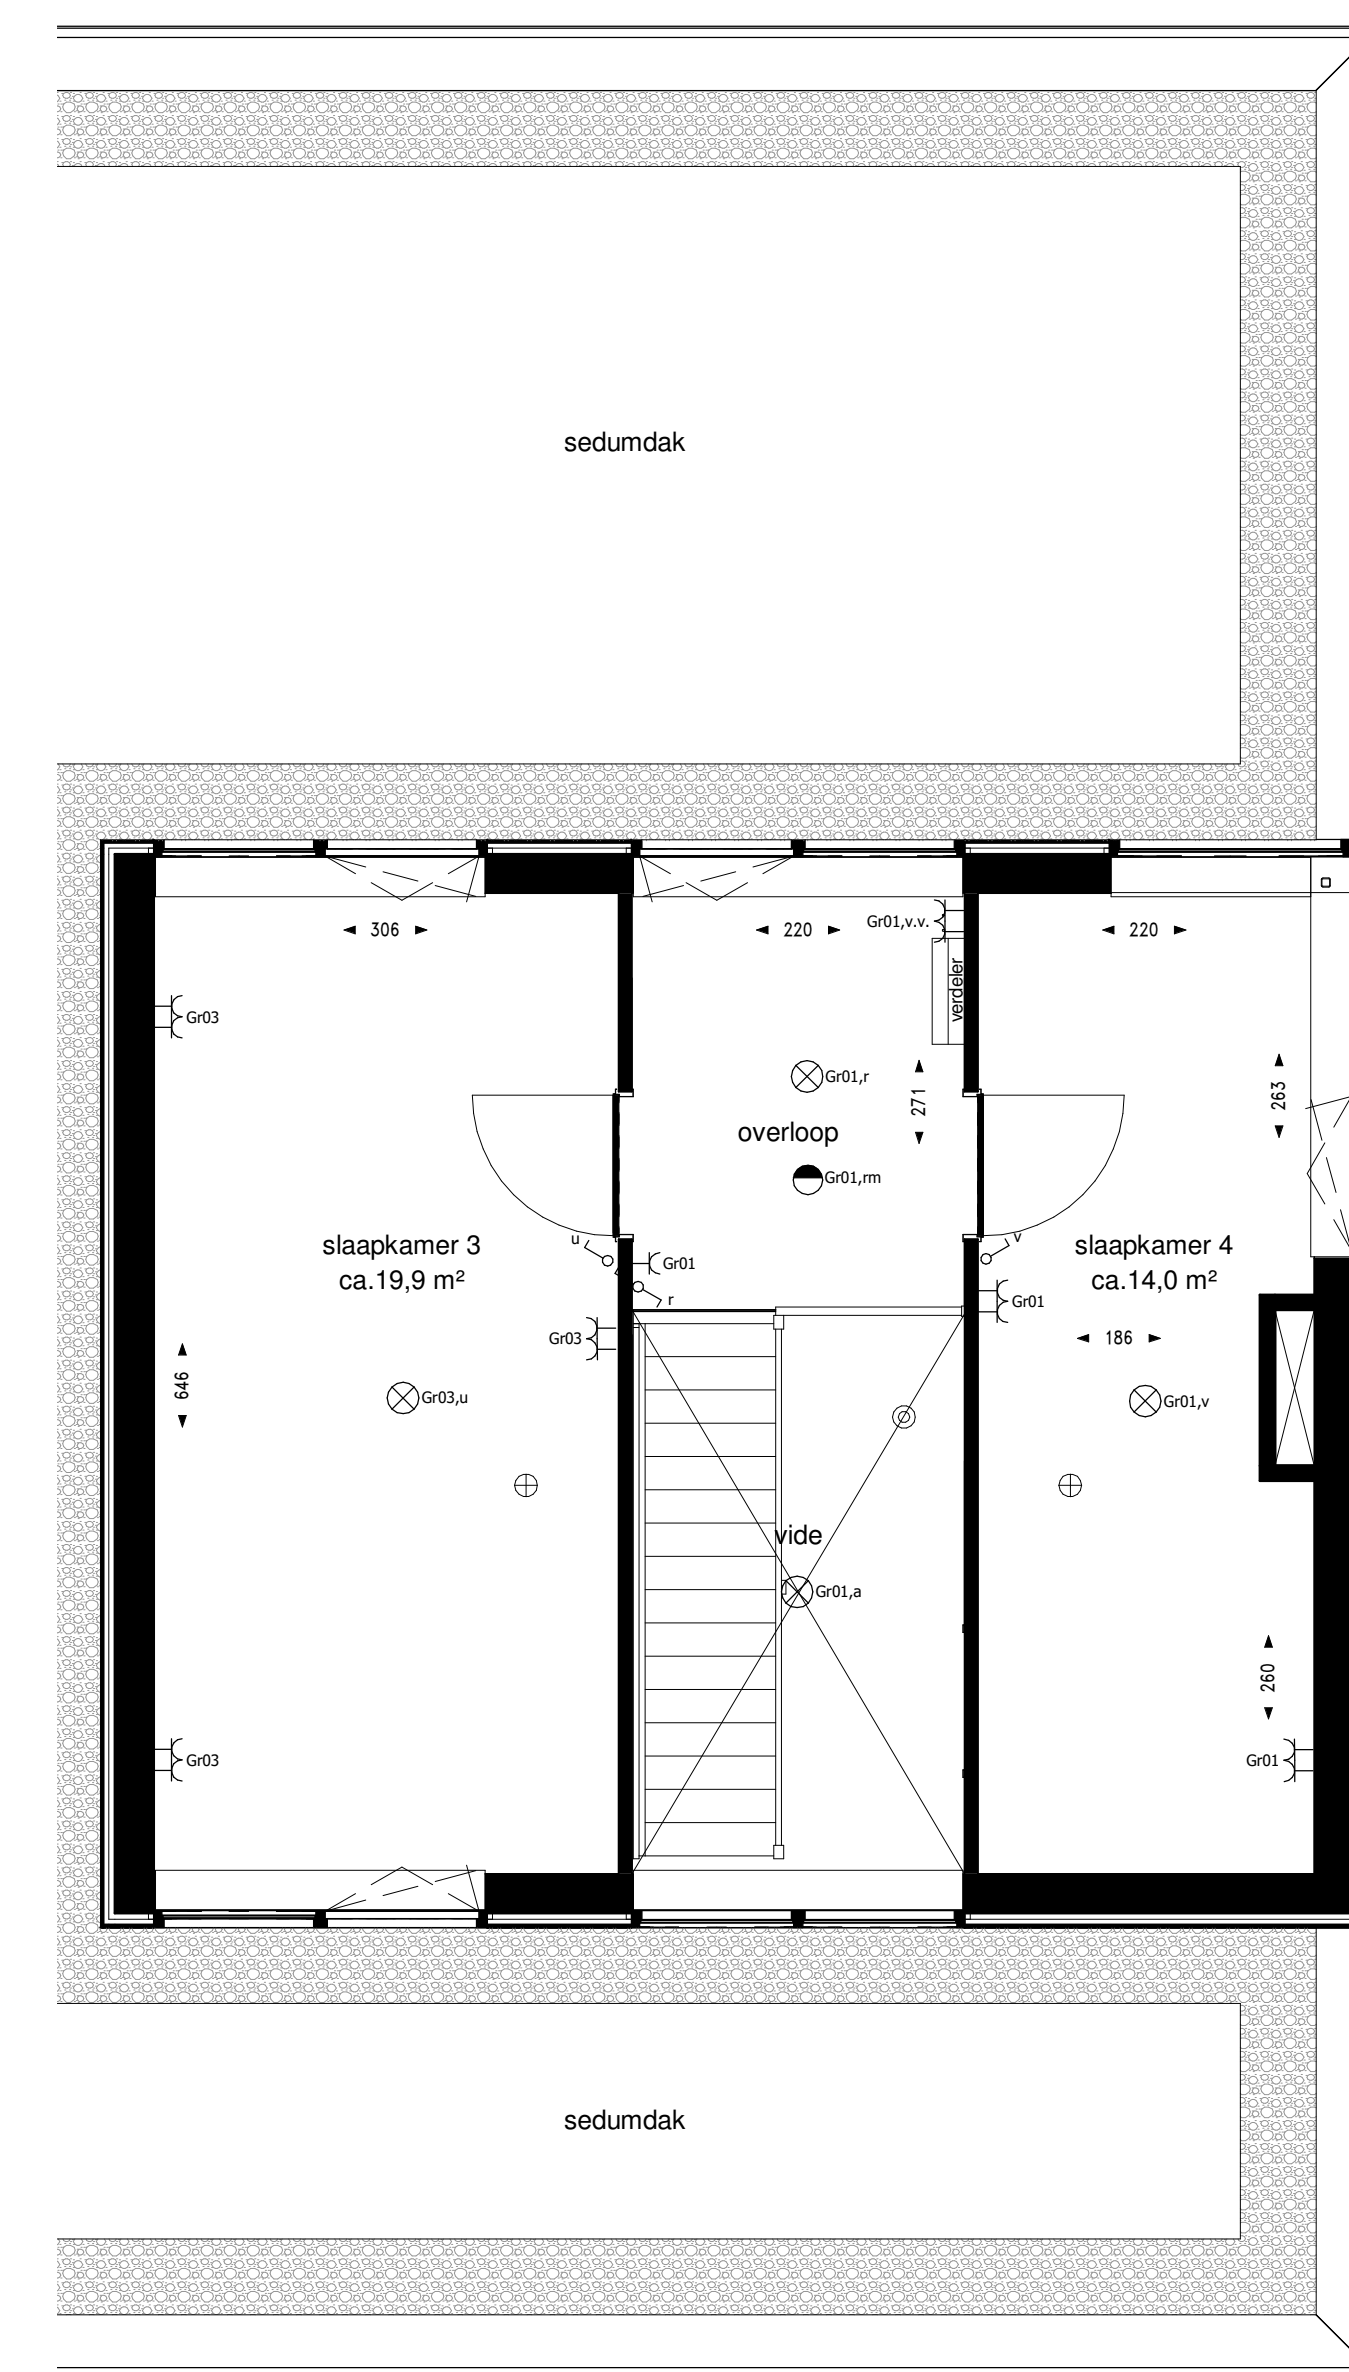 sedumdak
306
220
Gr01,v.v.
220
verdeler
Gr03
Gr01,r
271
263
overloop
Gr01,rm
u
v
slaapkamer 3
ca.19,9 m²
Gr01
r
slaapkamer 4
ca.14,0 m²
Gr01
Gr03
186
646
Gr03,u
Gr01,v
vide
Gr01,a
260
Gr03
Gr01
sedumdak